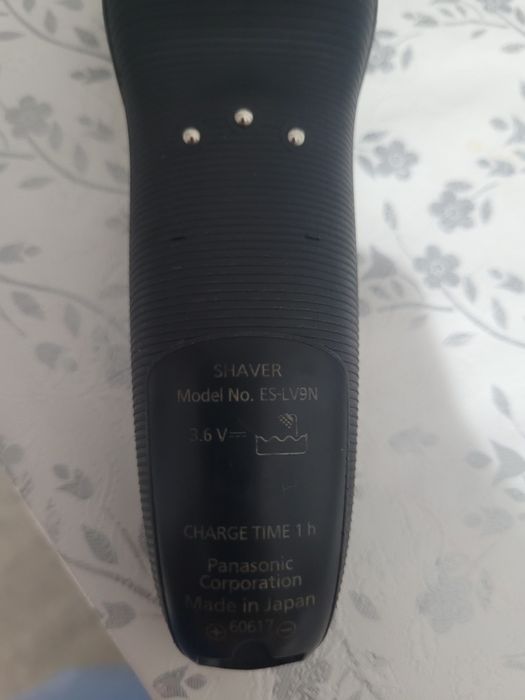 SHAVER
Model No. ES-LV9N
3.6 V⎓
CHARGE TIME 1 h
Panasonic
Corporation
Made in Japan
+ 60617 −